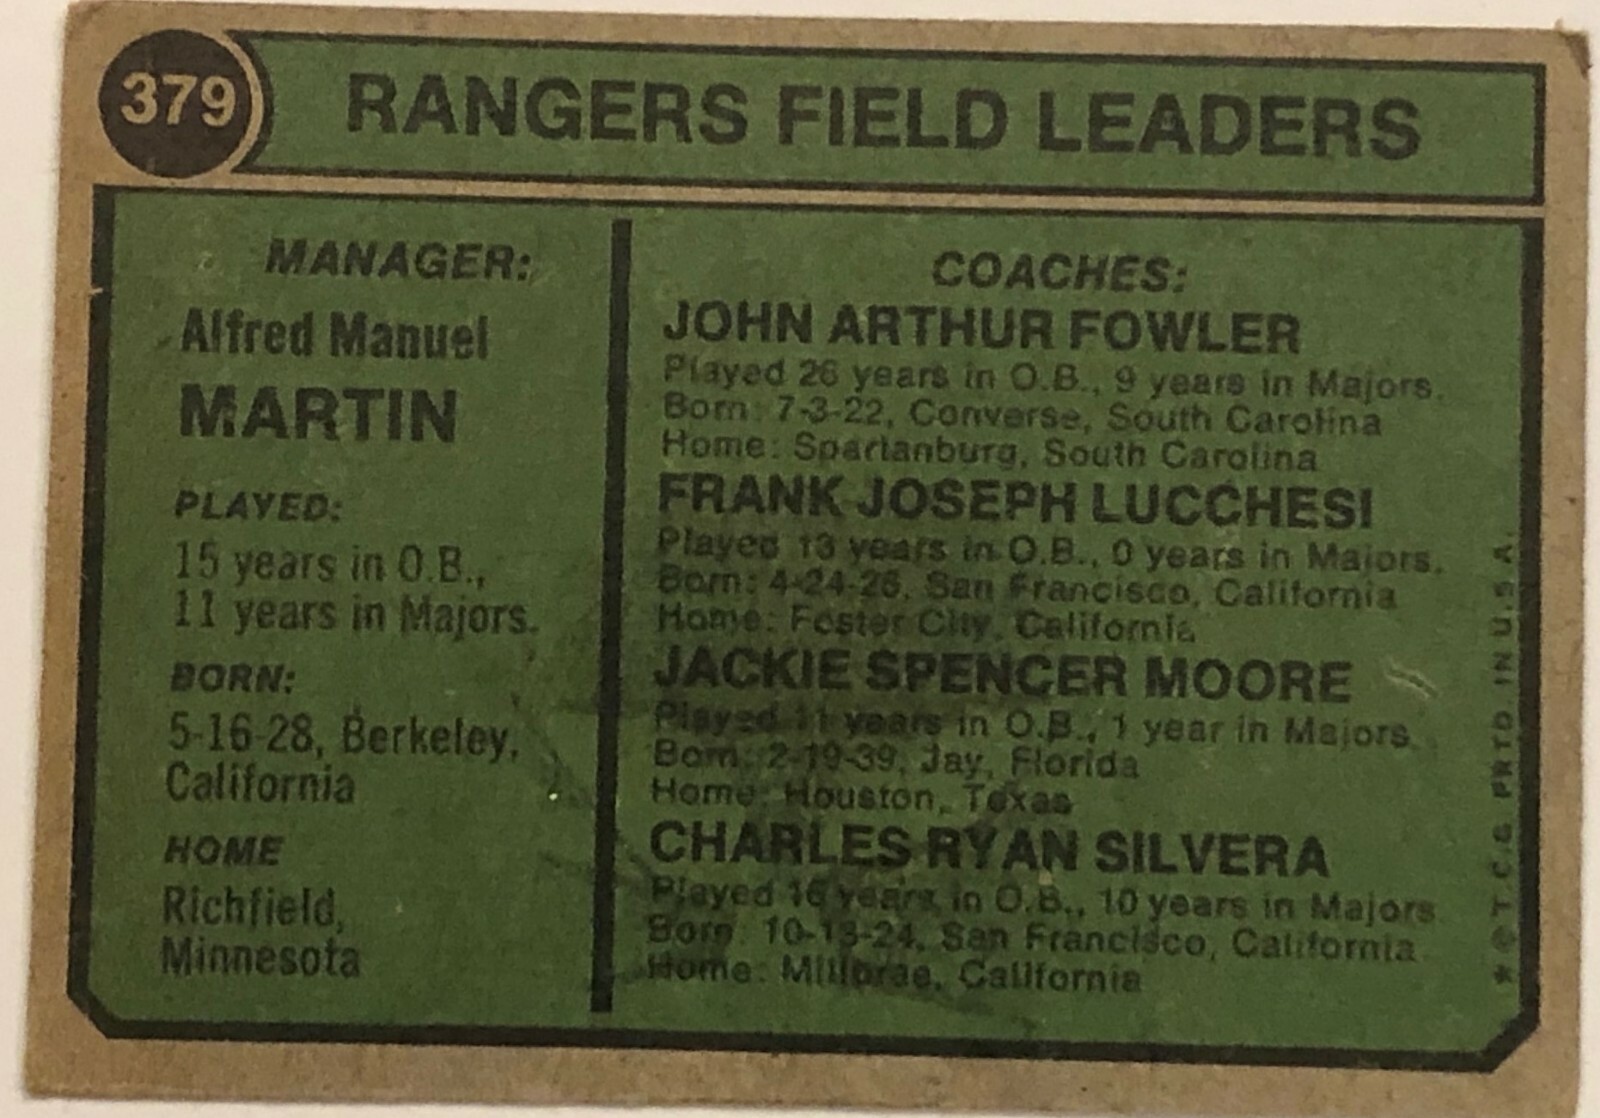 379
RANGERS FIELD LEADERS
MANAGER:
Alfred Manuel
MARTIN
PLAYED:
15 years in O.B.,
11 years in Majors.
BORN:
5-16-28, Berkeley,
California
HOME
Richfield,
Minnesota
COACHES:
JOHN ARTHUR FOWLER
Played 26 years in O.B., 9 years in Majors.
Born: 7-3-22, Converse, South Carolina
Home: Spartanburg, South Carolina
FRANK JOSEPH LUCCHESI
Played 13 years in O.B., 0 years in Majors.
Born: 4-24-26, San Francisco, California
Home: Foster City, California
JACKIE SPENCER MOORE
Played 11 years in O.B., 1 year in Majors.
Born: 2-19-39, Jay, Florida
Home: Houston, Texas
CHARLES RYAN SILVERA
Played 16 years in O.B., 10 years in Majors
Born: 10-13-24, San Francisco, California
Home: Millbrae, California
★ © T.C.G. PRTD. IN U.S.A.